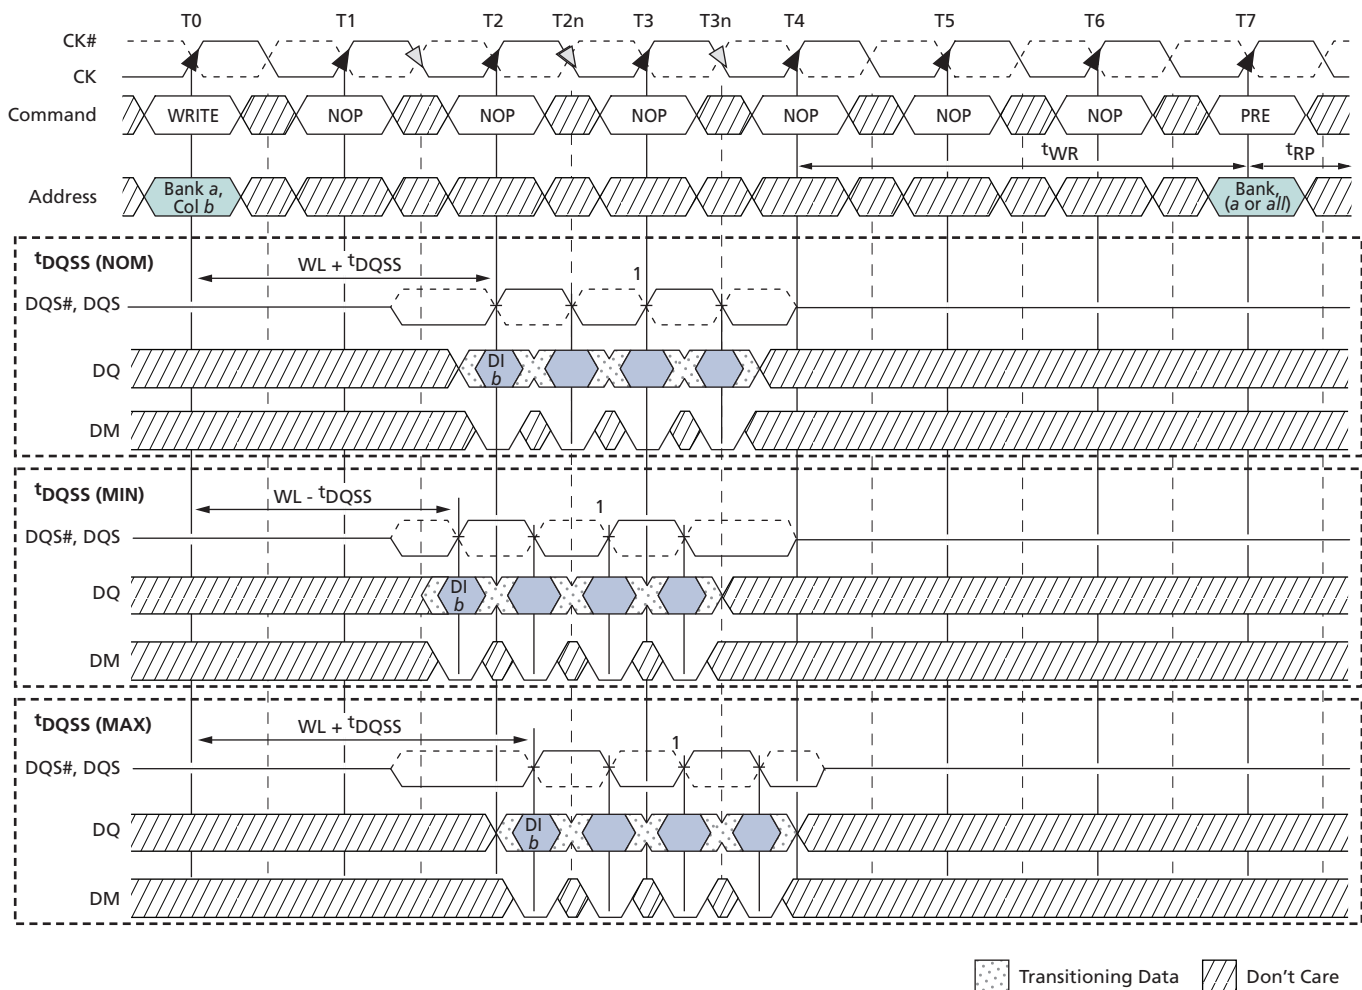 T0 T1 T2 T2n T3 T3n T4 T5 T6 T7
CK#
CK
Command WRITE NOP NOP NOP NOP NOP NOP PRE
tWR tRP
Address Bank a, Col b Bank, (a or all)
tDQSS (NOM)
WL + tDQSS 1
DQS#, DQS
DQ DI b
DM
tDQSS (MIN)
WL - tDQSS 1
DQS#, DQS
DQ DI b
DM
tDQSS (MAX)
WL + tDQSS 1
DQS#, DQS
DQ DI b
DM
Transitioning Data Don't Care